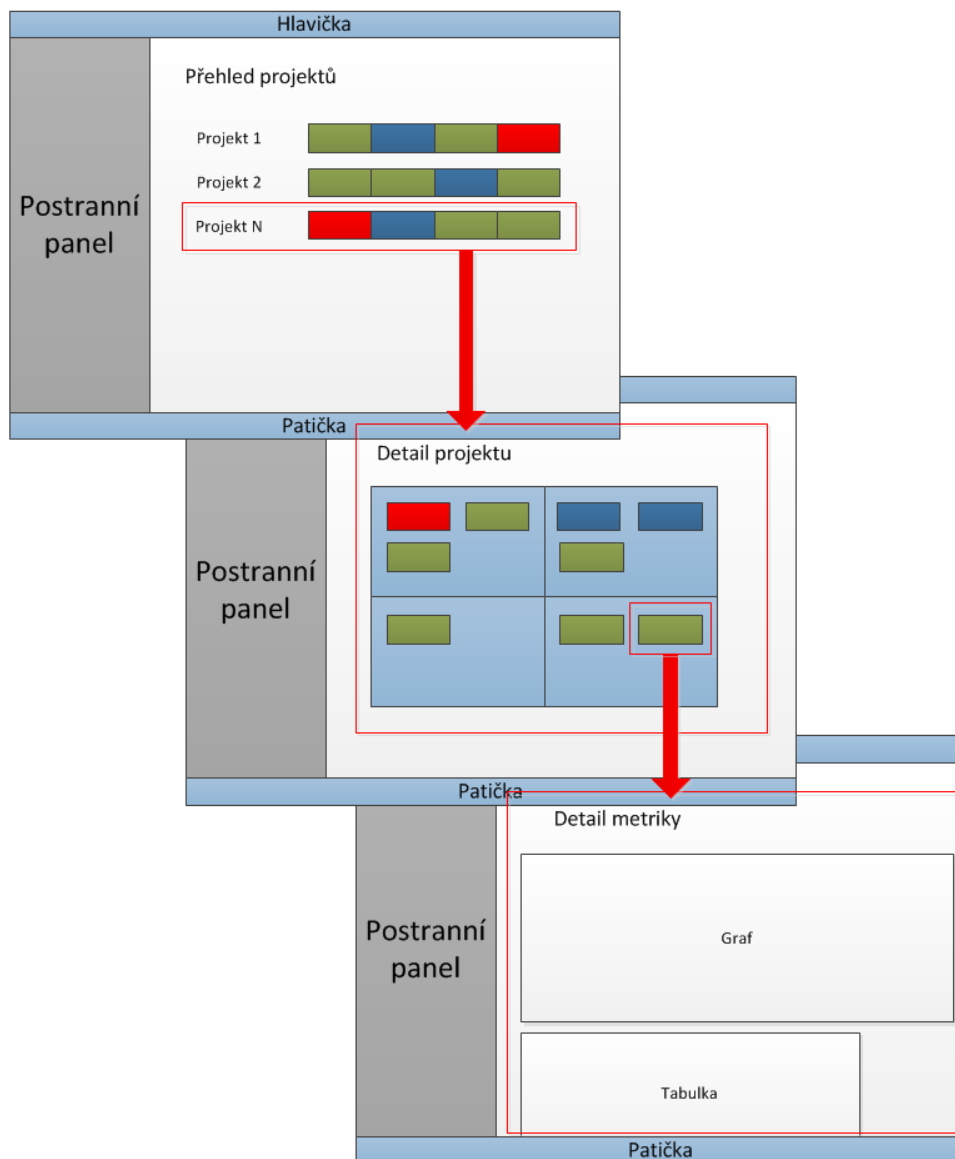 Hlavička
Přehled projektů
Projekt 1
Projekt 2
Projekt N
Postranní
panel
Patička
Detail projektu
Postranní
panel
Patička
Detail metriky
Graf
Postranní
panel
Tabulka
Patička